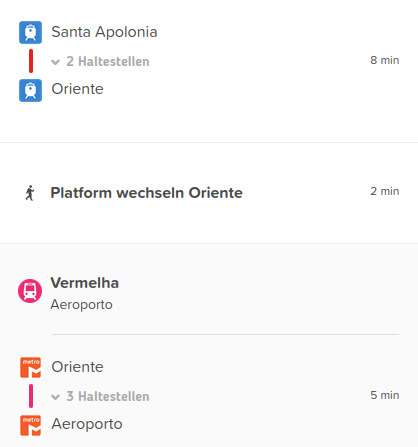 Santa Apolonia
2 Haltestellen
8 min
Oriente
Platform wechseln Oriente
2 min
Vermelha
Aeroporto
metro
Oriente
3 Haltestellen
5 min
metro
Aeroporto